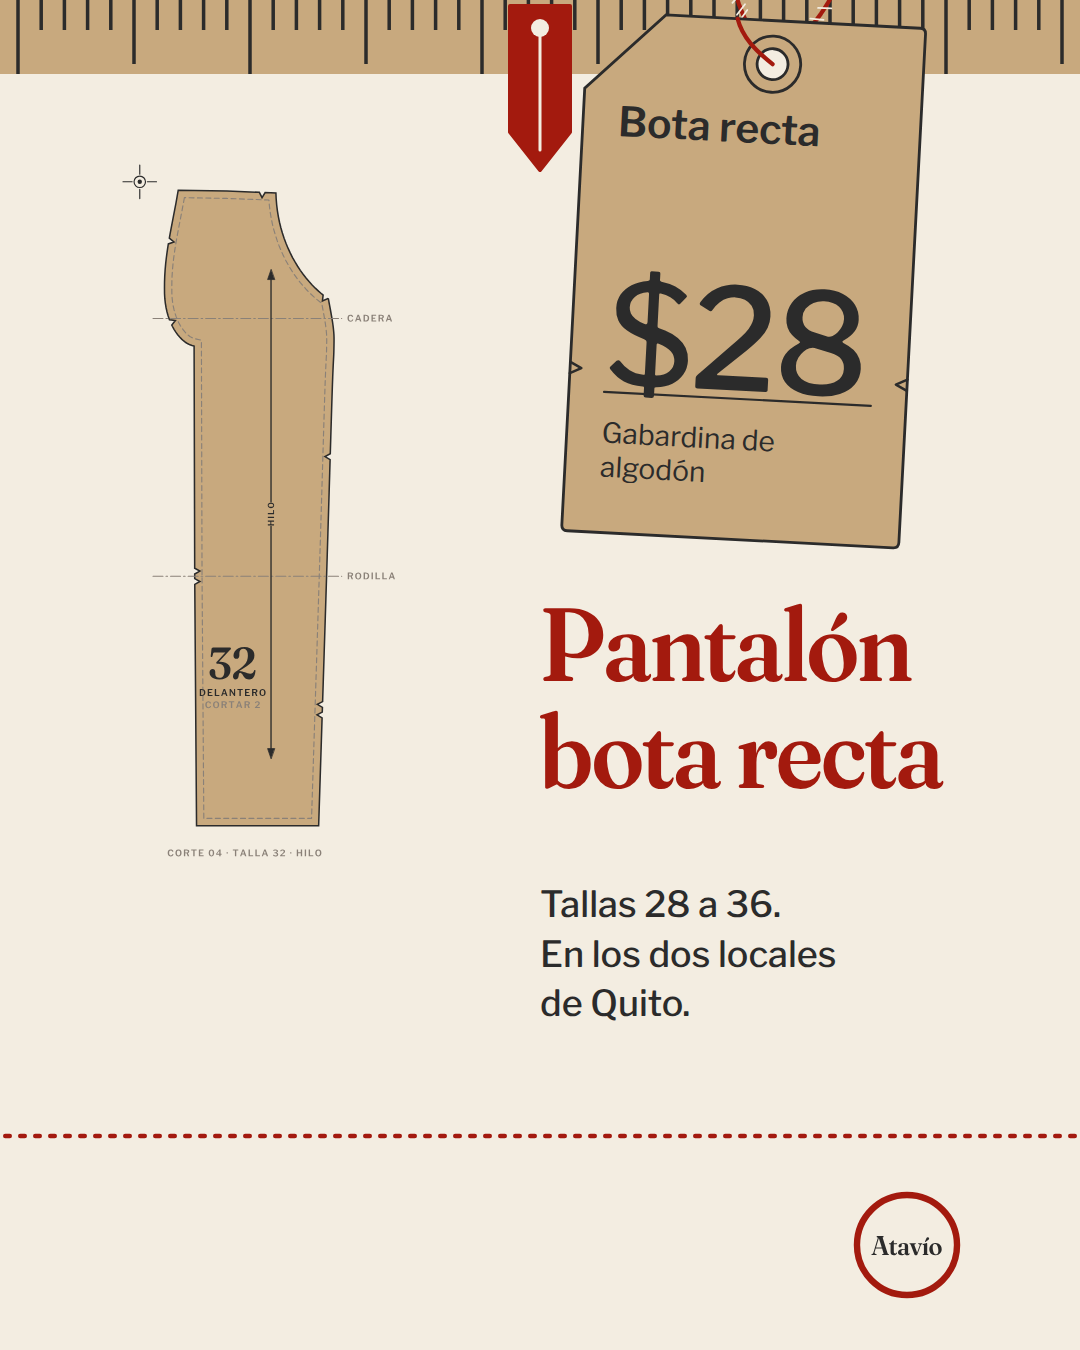 Bota recta
$28
Gabardina de
algodón
CADERA
HILO
RODILLA
32
DELANTERO
CORTAR 2
CORTE 04 · TALLA 32 · HILO
Pantalón
bota recta
Tallas 28 a 36.
En los dos locales
de Quito.
Atavío